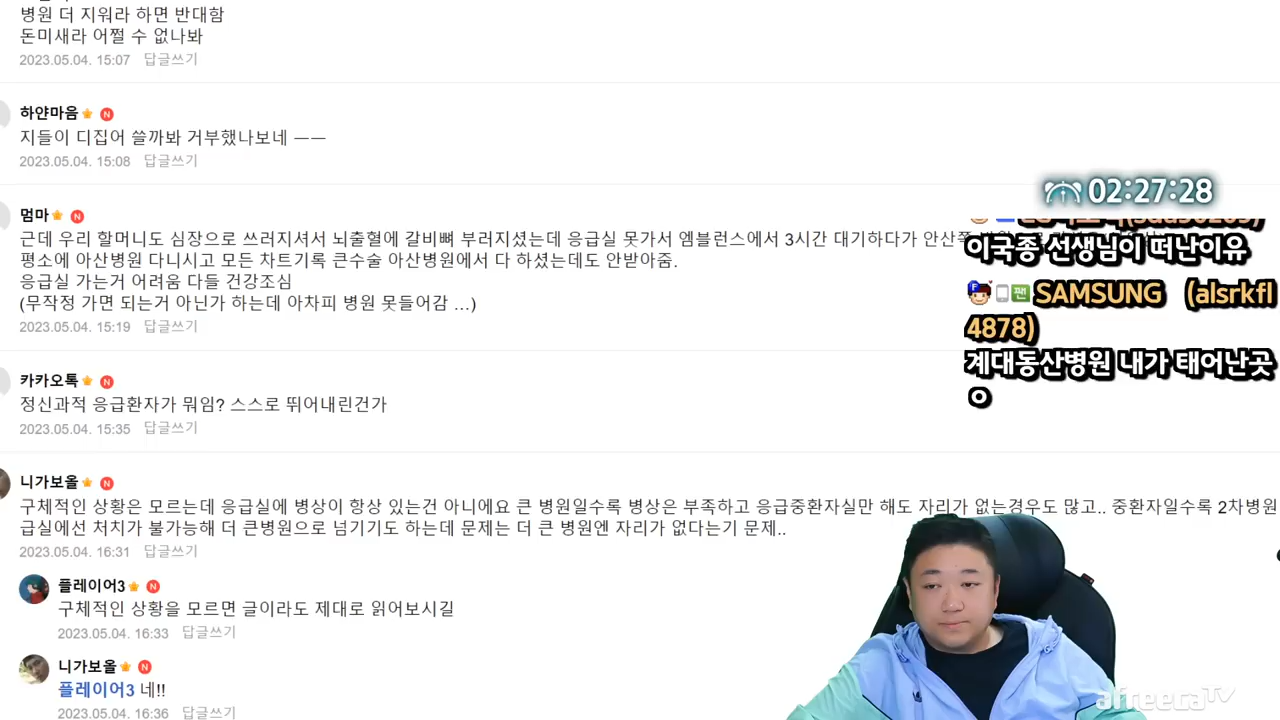 병원 더 지워라 하면 반대함
돈미새라 어쩔 수 없나봐
2023.05.04. 15:07 답글쓰기
하얀마음 N
지들이 디집어 쓸까봐 거부했나보네 ㅡㅡ
2023.05.04. 15:08 답글쓰기
멈마 N
근데 우리 할머니도 심장으로 쓰러지셔서 뇌출혈에 갈비뼈 부러지셨는데 응급실 못가서 엠블런스에서 3시간 대기하다가 안산쪽
평소에 아산병원 다니시고 모든 차트기록 큰수술 아산병원에서 다 하셨는데도 안받아줌.
응급실 가는거 어려움 다들 건강조심
(무작정 가면 되는거 아닌가 하는데 아차피 병원 못들어감 ...)
2023.05.04. 15:19 답글쓰기
카카오톡 N
정신과적 응급환자가 뭐임? 스스로 뛰어내린건가
2023.05.04. 15:35 답글쓰기
니가보올 N
구체적인 상황은 모르는데 응급실에 병상이 항상 있는건 아니에요 큰 병원일수록 병상은 부족하고 응급중환자실만 해도 자리가 없는경우도 많고.. 중환자일수록 2차병원
급실에선 처치가 불가능해 더 큰병원으로 넘기기도 하는데 문제는 더 큰 병원엔 자리가 없다는기 문제..
2023.05.04. 16:31 답글쓰기
플레이어3 N
구체적인 상황을 모르면 글이라도 제대로 읽어보시길
2023.05.04. 16:33 답글쓰기
니가보올 N
플레이어3 네!!
2023.05.04. 16:36 답글쓰기
02:27:28
이국종 선생님이 떠난이유
F 팬 SAMSUNG (alsrkfl
4878)
계대동산병원 내가 태어난곳
ㅇ
afreecaTV